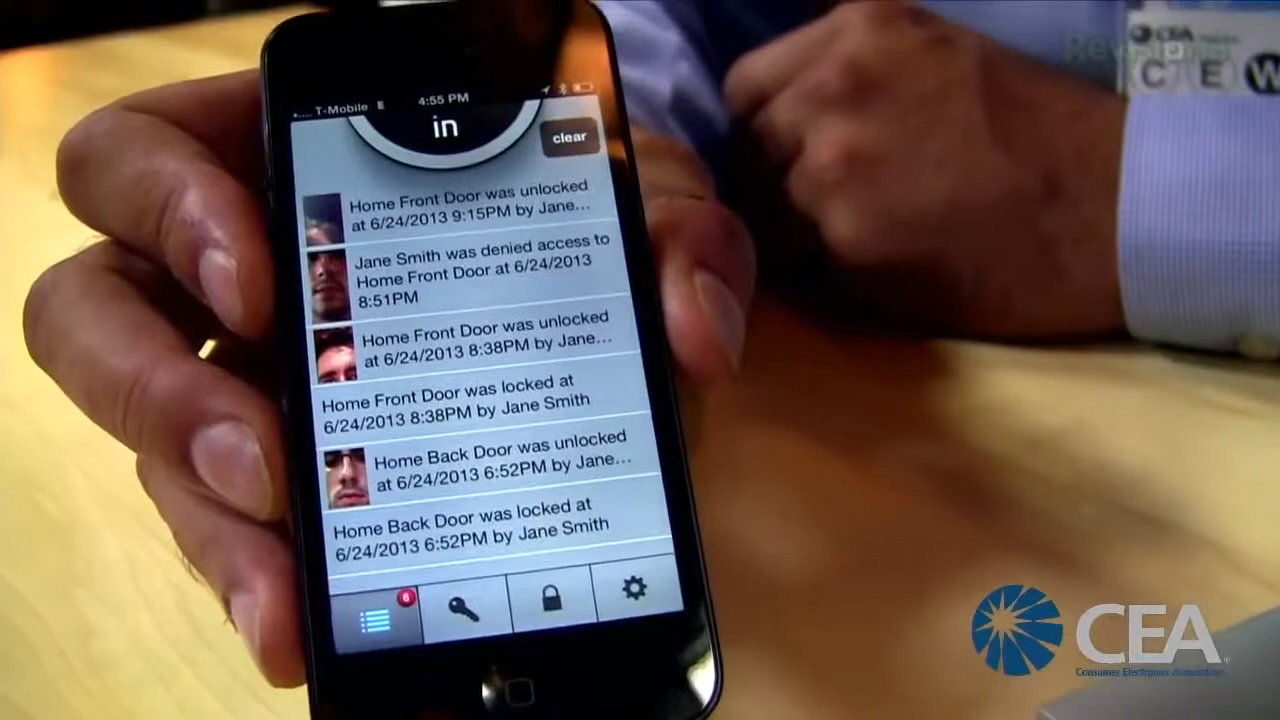 T-Mobile E
4:55 PM
in
clear
Home Front Door was unlocked
at 6/24/2013 9:15PM by Jane...
Jane Smith was denied access to
Home Front Door at 6/24/2013
8:51PM
Home Front Door was unlocked
at 6/24/2013 8:38PM by Jane...
Home Front Door was locked at
6/24/2013 8:38PM by Jane Smith
Home Back Door was unlocked
at 6/24/2013 6:52PM by Jane...
Home Back Door was locked at
6/24/2013 6:52PM by Jane Smith
6
CEA
C E W
CEA
Consumer Electronics Association